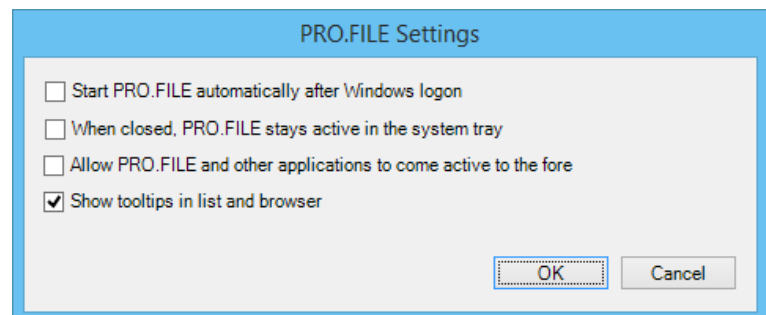 PRO.FILE Settings
Start PRO.FILE automatically after Windows logon
When closed, PRO.FILE stays active in the system tray
Allow PRO.FILE and other applications to come active to the fore
Show tooltips in list and browser
OK Cancel